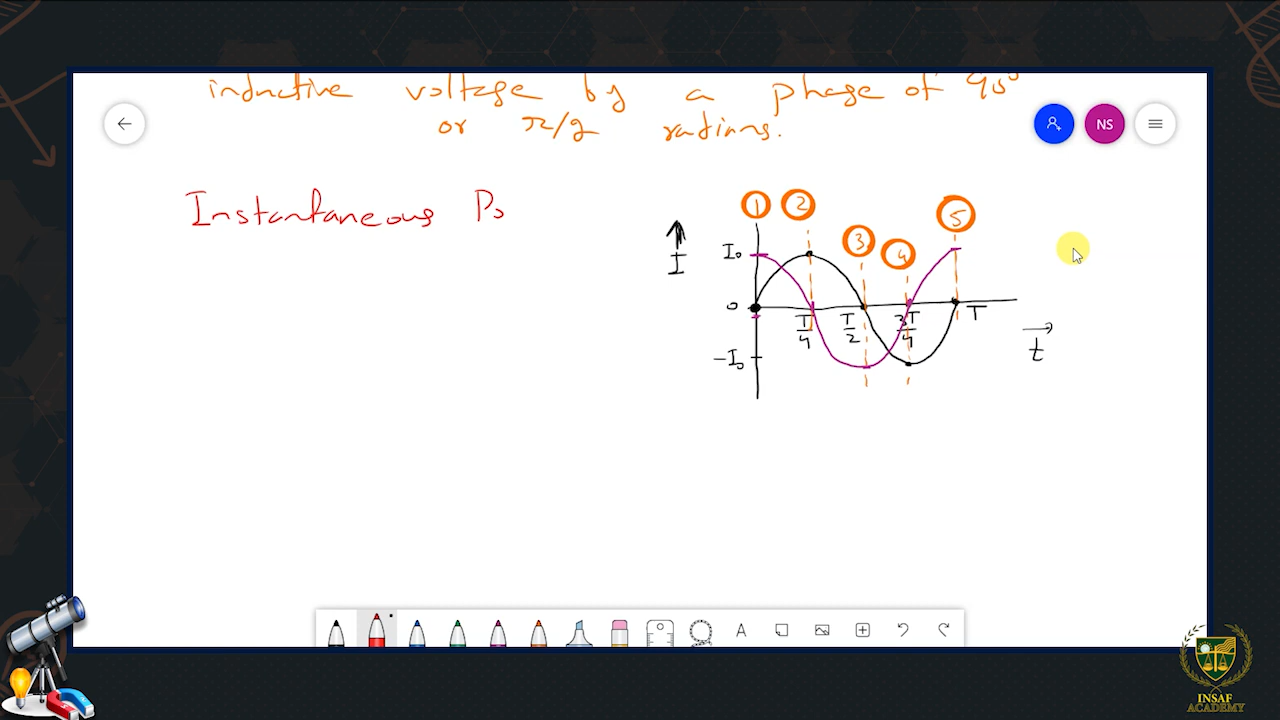 inductive voltage by a phase of 90°
or π/2 radians.
NS
Instantaneous Po
1 2 3 4 5
I
I₀
0
-I₀
T/4 T/2 3T/4 T
t
A
INSAF
ACADEMY